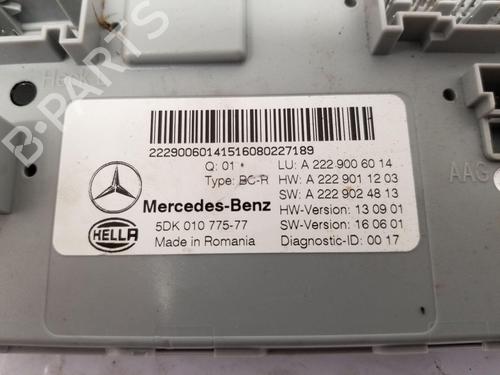 22290060141516080227189
Q: 01
LU: A 222 900 60 14
Type: BC-R
HW: A 222 901 12 03
SW: A 222 902 48 13
Mercedes-Benz
HW-Version: 13 09 01
HELLA
5DK 010 775-77
SW-Version: 16 06 01
Made in Romania
Diagnostic-ID: 00 17
AAG
B-PARTS